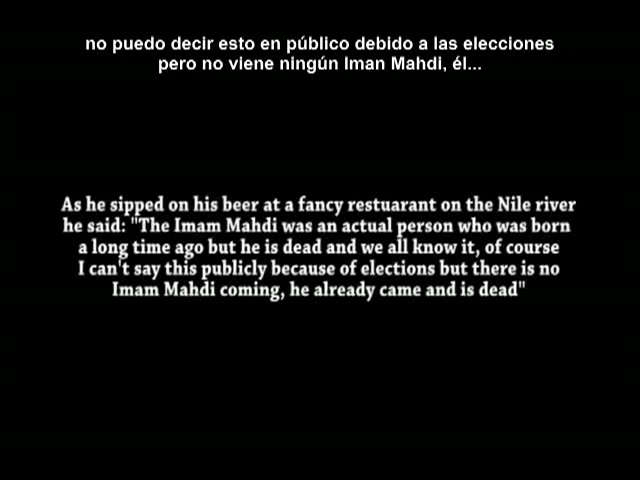 no puedo decir esto en público debido a las elecciones
pero no viene ningún Iman Mahdi, él...
As he sipped on his beer at a fancy restuarant on the Nile river
he said: "The Imam Mahdi was an actual person who was born
a long time ago but he is dead and we all know it, of course
I can't say this publicly because of elections but there is no
Imam Mahdi coming, he already came and is dead"